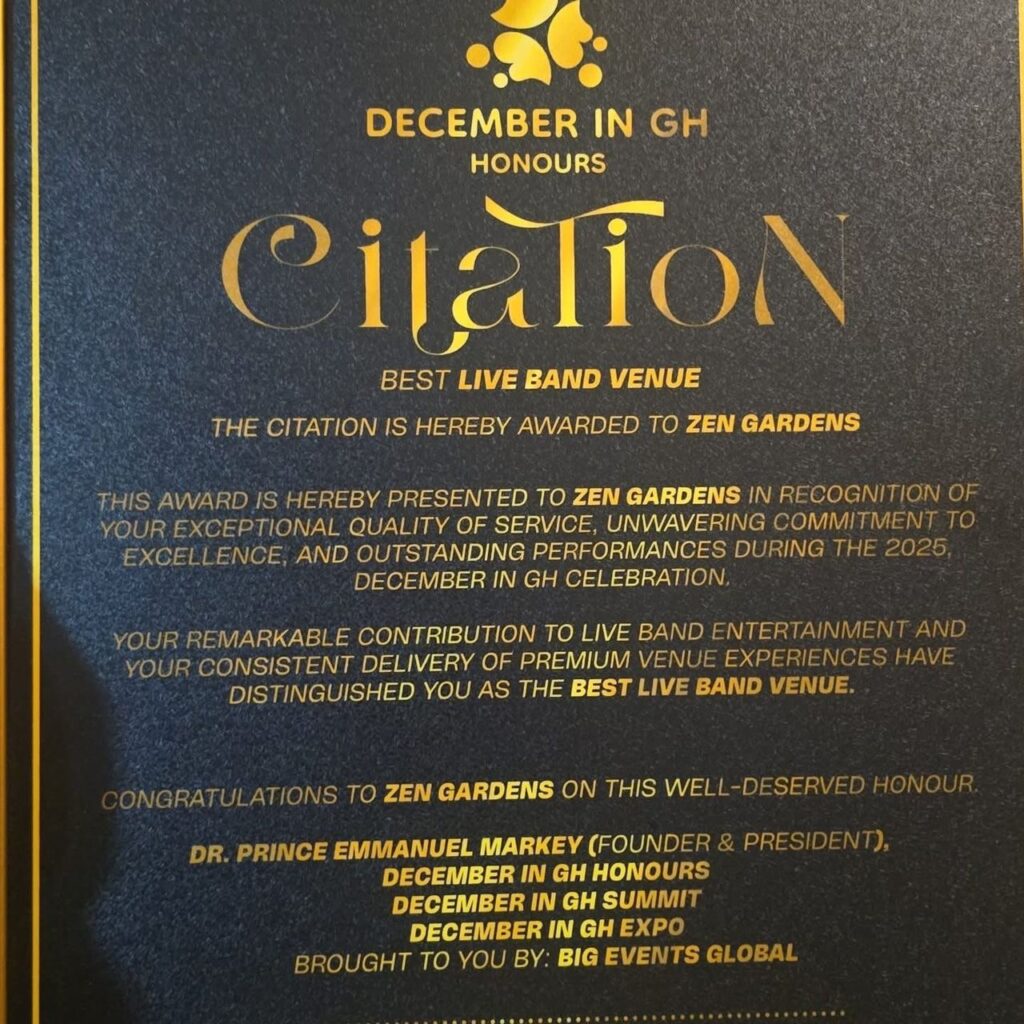 DECEMBER IN GH
HONOURS
CitaTioN
BEST LIVE BAND VENUE
THE CITATION IS HEREBY AWARDED TO ZEN GARDENS
THIS AWARD IS HEREBY PRESENTED TO ZEN GARDENS IN RECOGNITION OF
YOUR EXCEPTIONAL QUALITY OF SERVICE, UNWAVERING COMMITMENT TO
EXCELLENCE, AND OUTSTANDING PERFORMANCES DURING THE 2025,
DECEMBER IN GH CELEBRATION.
YOUR REMARKABLE CONTRIBUTION TO LIVE BAND ENTERTAINMENT AND
YOUR CONSISTENT DELIVERY OF PREMIUM VENUE EXPERIENCES HAVE
DISTINGUISHED YOU AS THE BEST LIVE BAND VENUE.
CONGRATULATIONS TO ZEN GARDENS ON THIS WELL-DESERVED HONOUR.
DR. PRINCE EMMANUEL MARKEY (FOUNDER & PRESIDENT),
DECEMBER IN GH HONOURS
DECEMBER IN GH SUMMIT
DECEMBER IN GH EXPO
BROUGHT TO YOU BY: BIG EVENTS GLOBAL